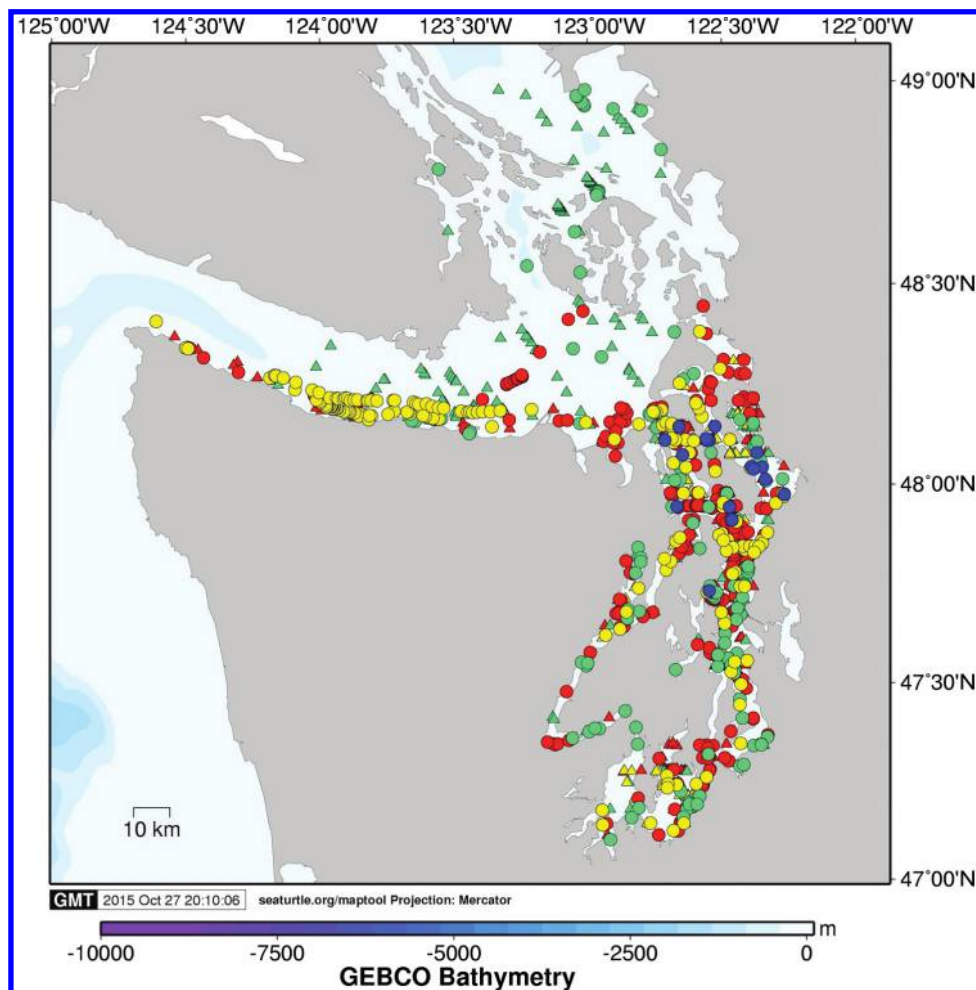 125°00'W 124°30'W 124°00'W 123°30'W 123°00'W 122°30'W 122°00'W
49°00'N
48°30'N
48°00'N
47°30'N
47°00'N
10 km
GMT 2015 Oct 27 20:10:06 seaturtle.org/maptool Projection: Mercator
m
-10000 -7500 -5000 -2500 0
GEBCO Bathymetry